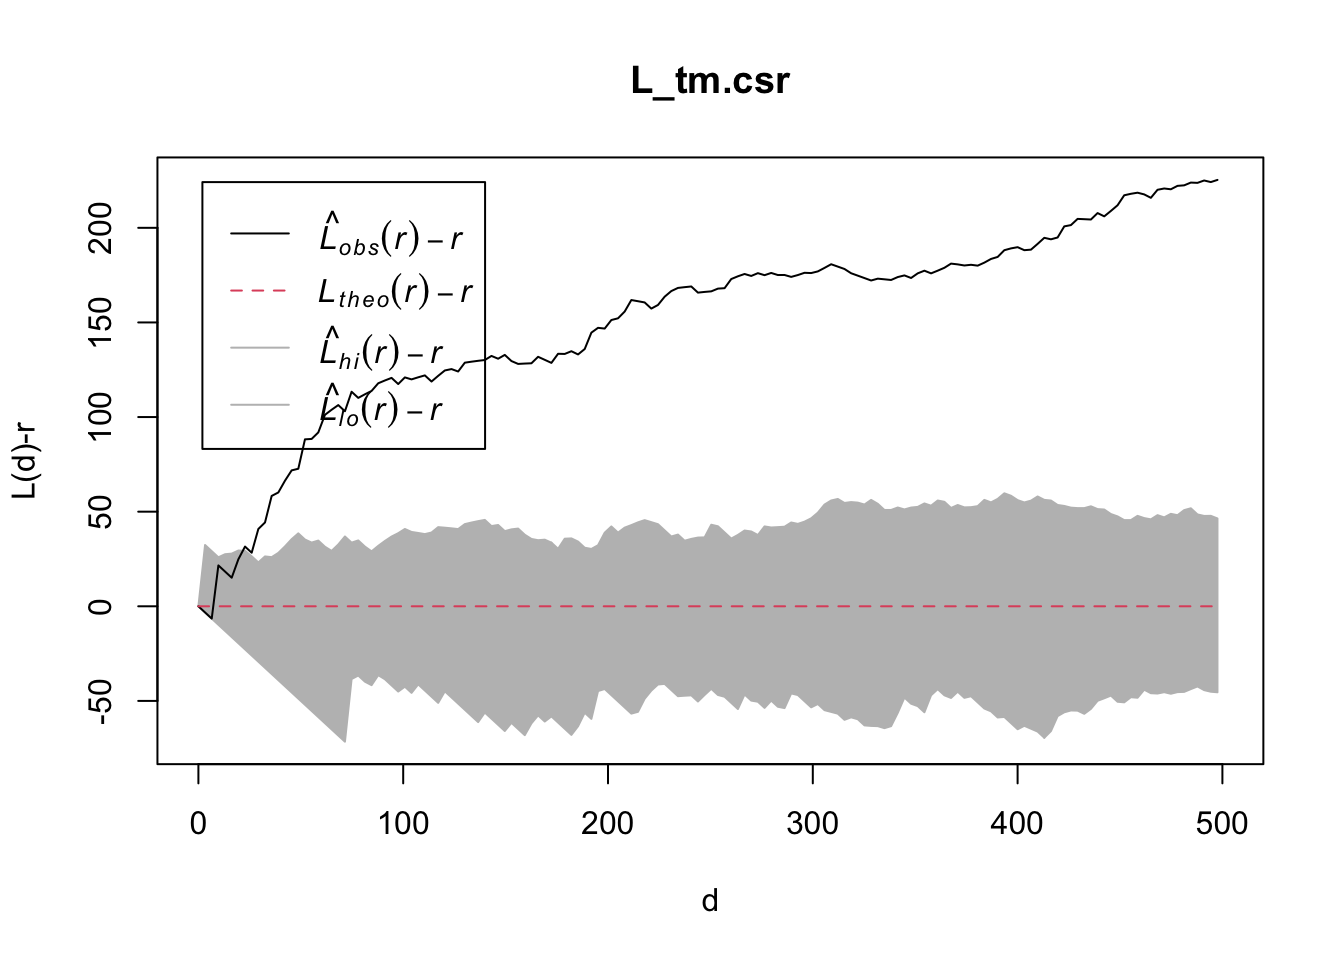 L_tm.csr
L̂obs(r) − r
Ltheo(r) − r
L̂hi(r) − r
L̂lo(r) − r
L(d)-r
200
150
100
50
0
-50
0 100 200 300 400 500
d